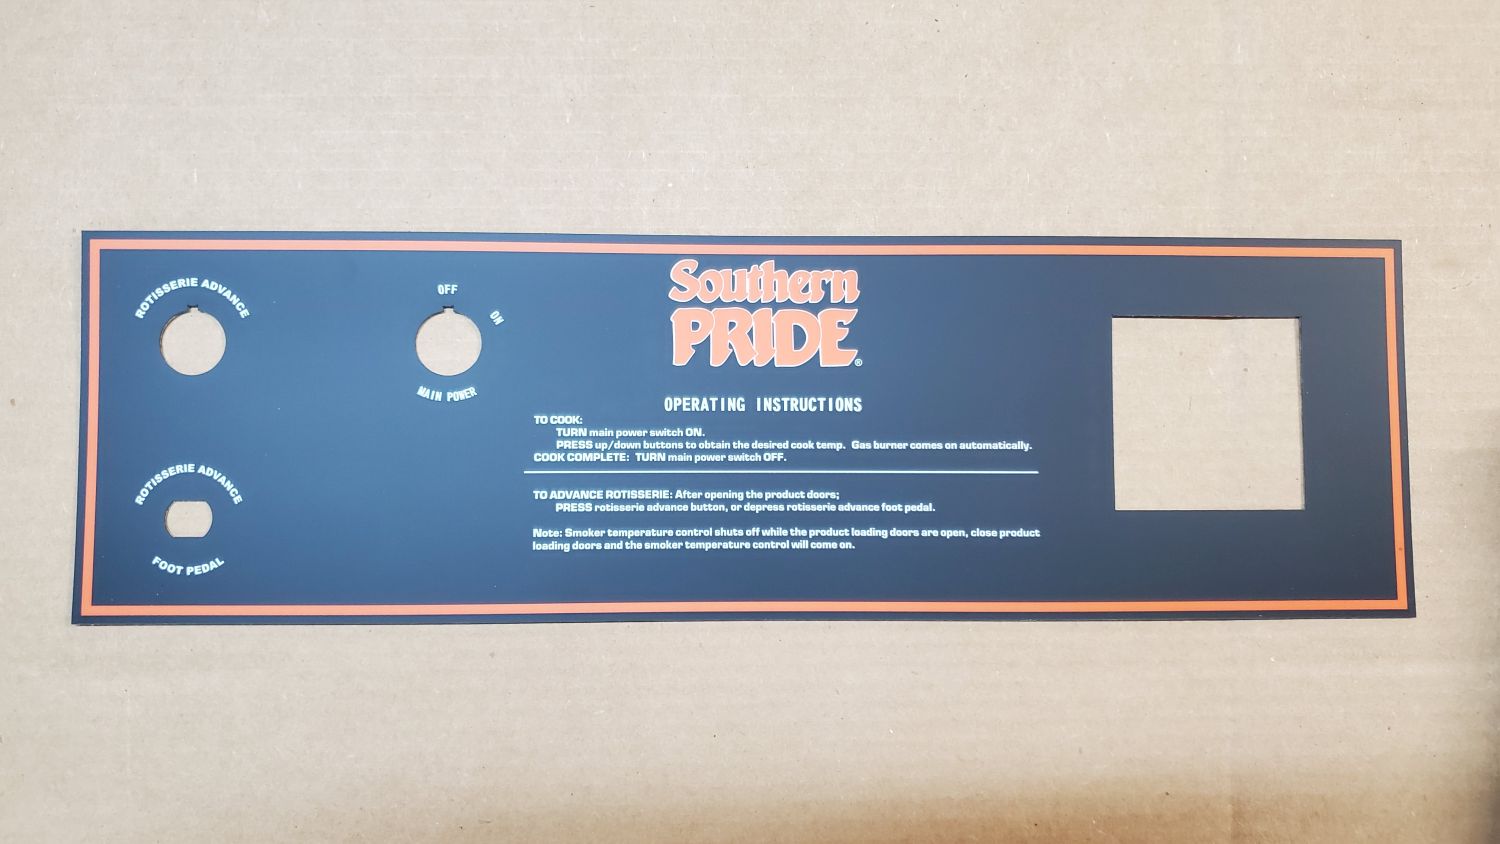 ROTISSERIE ADVANCE
OFF
ON
MAIN POWER
ROTISSERIE ADVANCE
FOOT PEDAL
Southern
PRIDE®
OPERATING INSTRUCTIONS
TO COOK:
TURN main power switch ON.
PRESS up/down buttons to obtain the desired cook temp. Gas burner comes on automatically.
COOK COMPLETE: TURN main power switch OFF.
TO ADVANCE ROTISSERIE: After opening the product doors;
PRESS rotisserie advance button, or depress rotisserie advance foot pedal.
Note: Smoker temperature control shuts off while the product loading doors are open, close product
loading doors and the smoker temperature control will come on.